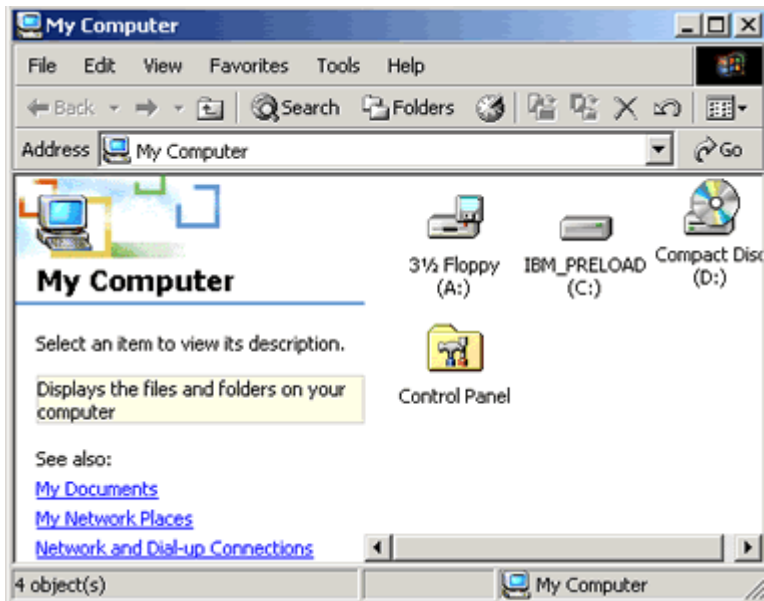 My Computer
File Edit View Favorites Tools Help
Back Search Folders
Address My Computer Go
My Computer
Select an item to view its description.
Displays the files and folders on your
computer
See also:
My Documents
My Network Places
Network and Dial-up Connections
3½ Floppy
(A:)
IBM_PRELOAD
(C:)
Compact Disc
(D:)
Control Panel
4 object(s) My Computer